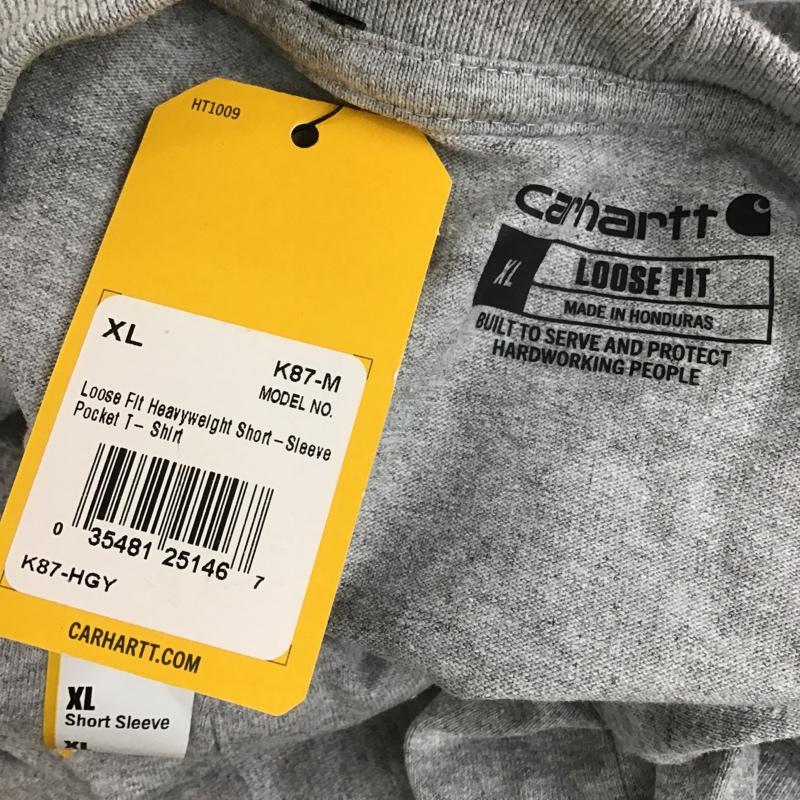 HT1009
XL
K87-M
MODEL NO.
Loose Fit Heavyweight Short-Sleeve
Pocket T- Shirt
0 35481 25146 7
K87-HGY
CARHARTT.COM
XL
Short Sleeve
XL
carhartt
XL
LOOSE FIT
MADE IN HONDURAS
BUILT TO SERVE AND PROTECT
HARDWORKING PEOPLE